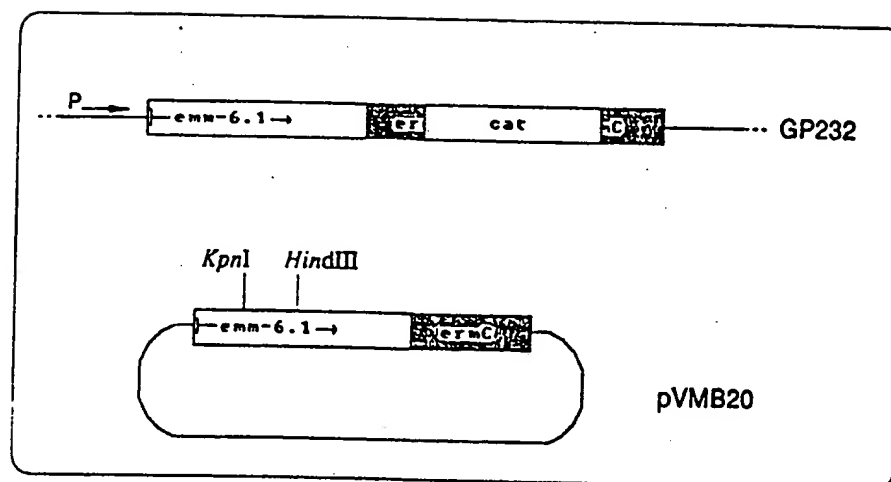 P
emm-6.1→ er cat C GP232
KpnI HindIII
emm-6.1→ ermC
pVMB20